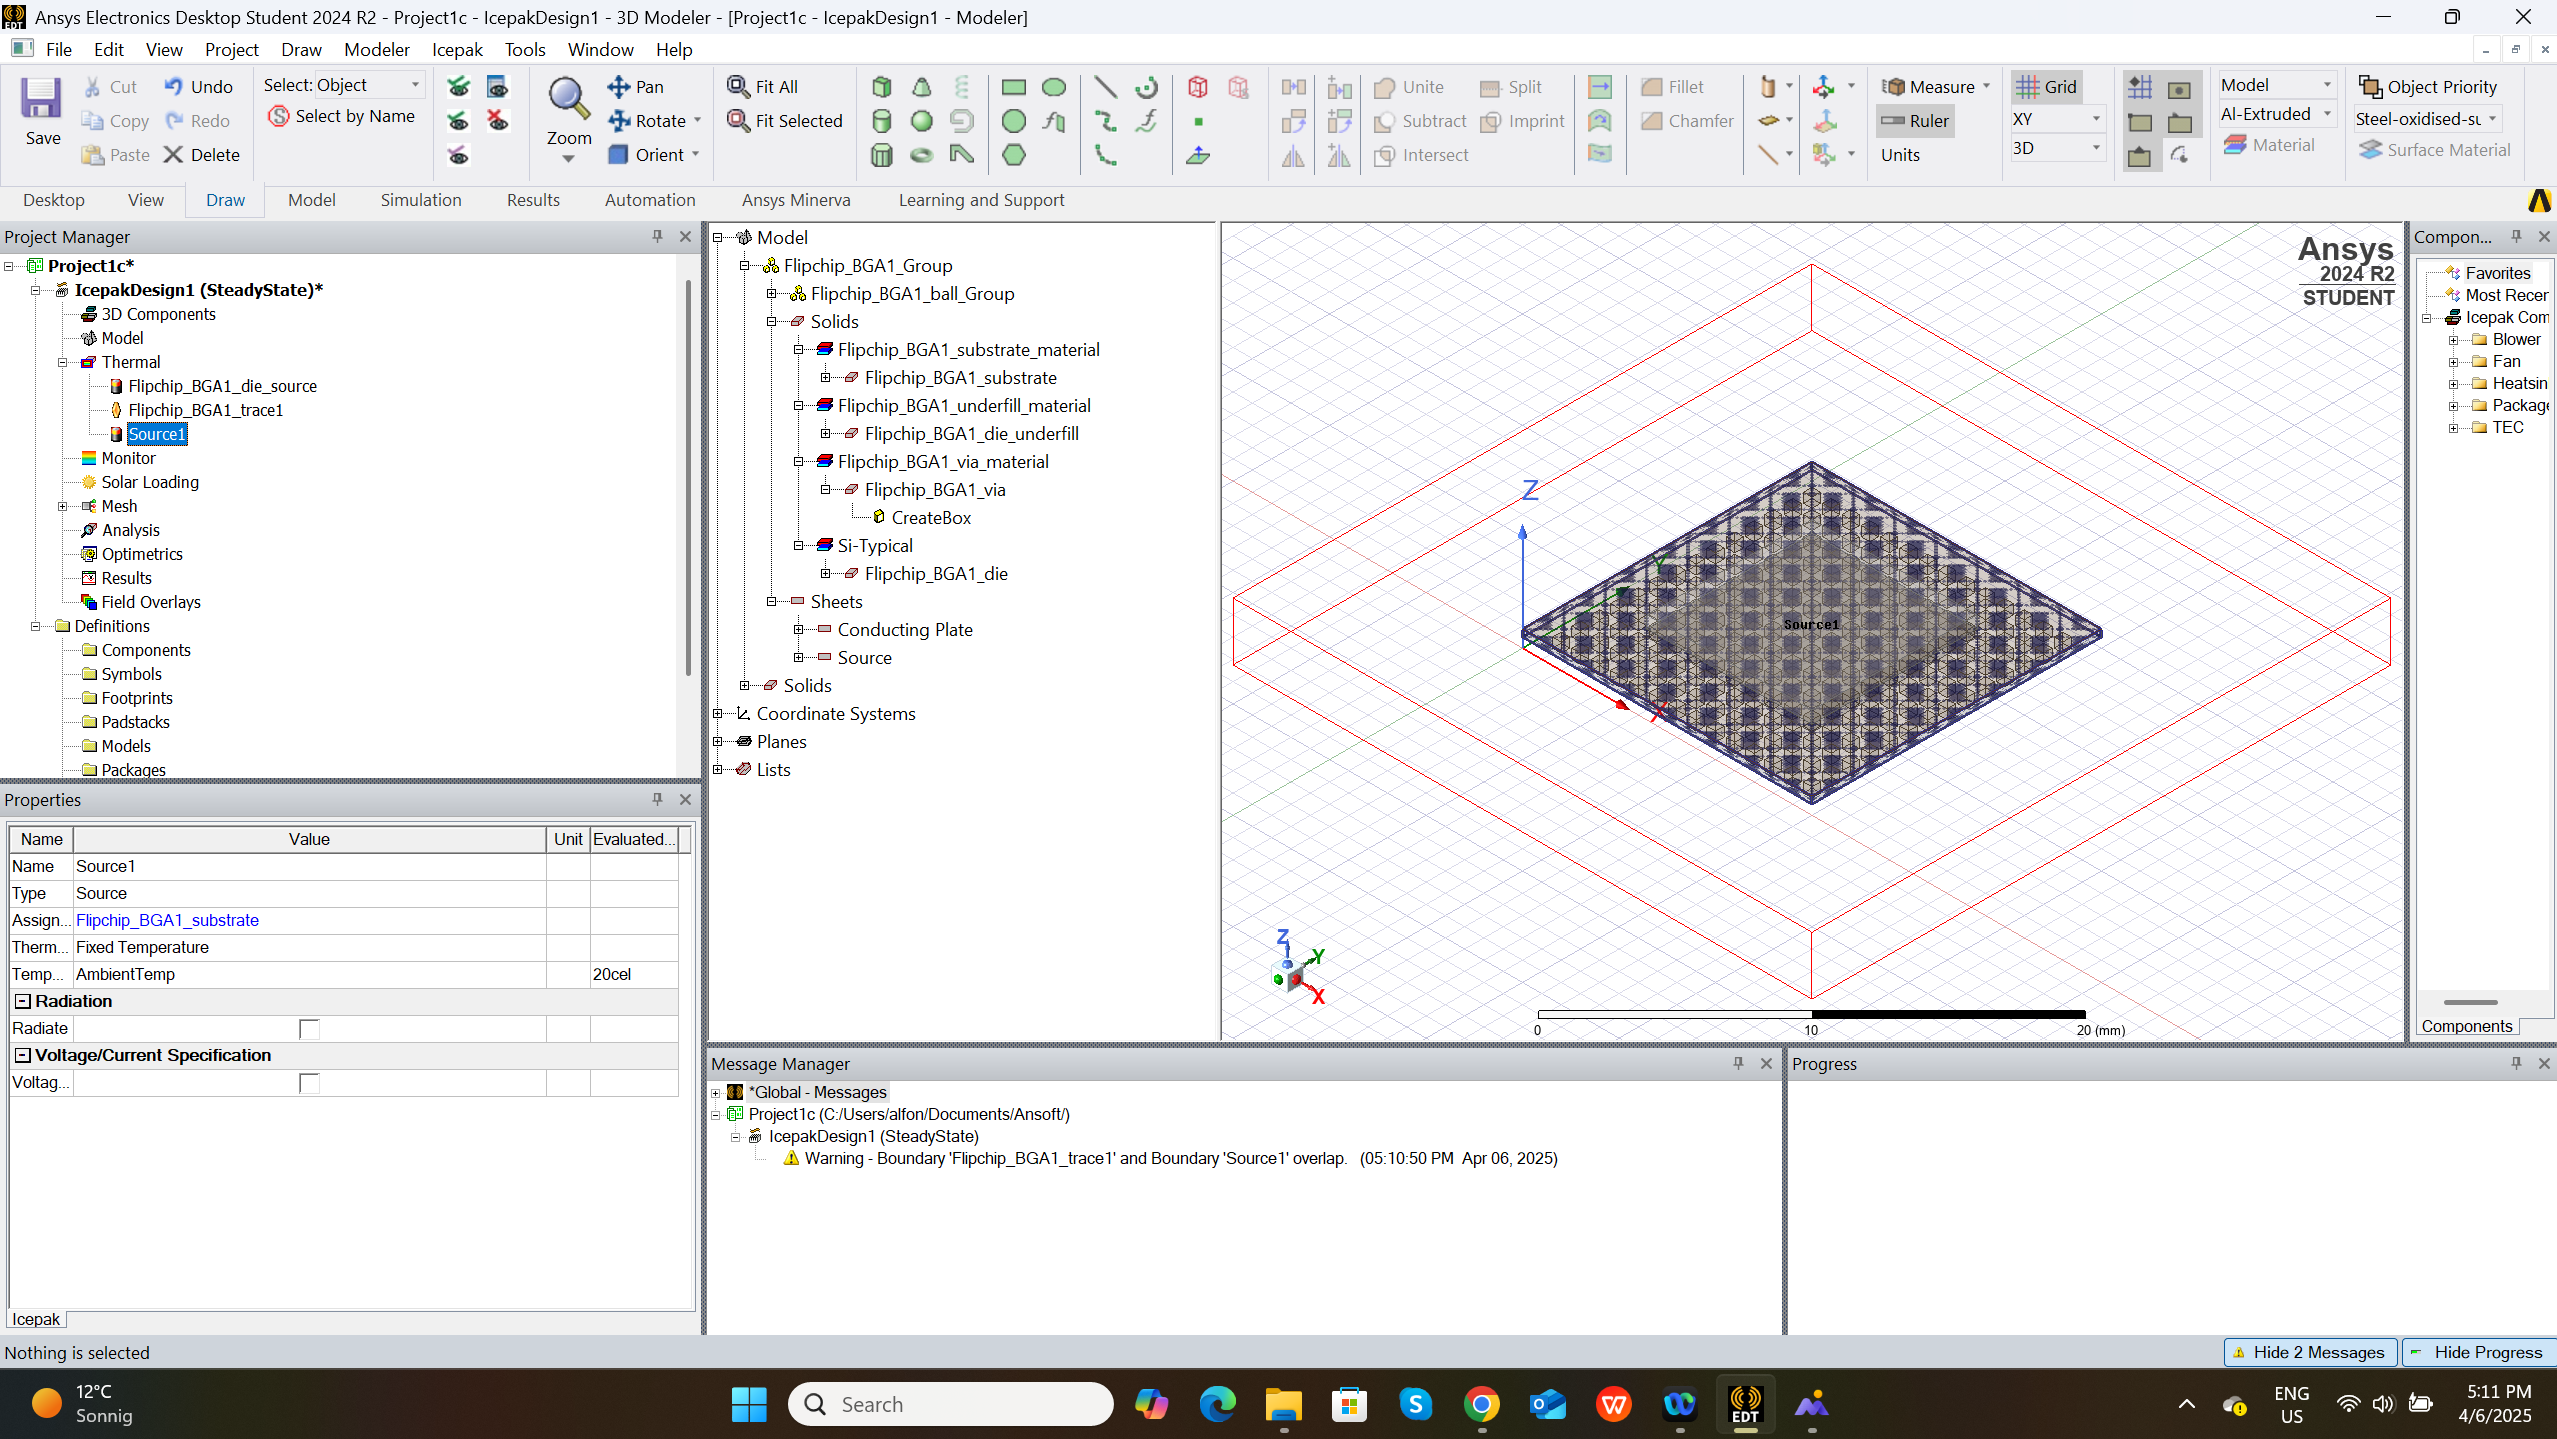 Ansys Electronics Desktop Student 2024 R2 - Project1c - IcepakDesign1 - 3D Modeler - [Project1c - IcepakDesign1 - Modeler]
File Edit View Project Draw Modeler Icepak Tools Window Help
Save
Cut
Copy
Paste
Undo
Redo
Delete
Select: Object
Select by Name
Zoom
Pan
Rotate
Orient
Fit All
Fit Selected
Unite
Subtract
Intersect
Split
Imprint
Fillet
Chamfer
Measure
Ruler
Units
Grid
XY
3D
Model
Al-Extruded
Material
Object Priority
Steel-oxidised-su
Surface Material
Desktop View Draw Model Simulation Results Automation Ansys Minerva Learning and Support
Project Manager
Project1c*
IcepakDesign1 (SteadyState)*
3D Components
Model
Thermal
Flipchip_BGA1_die_source
Flipchip_BGA1_trace1
Source1
Monitor
Solar Loading
Mesh
Analysis
Optimetrics
Results
Field Overlays
Definitions
Components
Symbols
Footprints
Padstacks
Models
Packages
Properties
Name Value Unit Evaluated...
Name Source1
Type Source
Assign... Flipchip_BGA1_substrate
Therm... Fixed Temperature
Temp... AmbientTemp 20cel
Radiation
Radiate
Voltage/Current Specification
Voltag...
Icepak
Model
Flipchip_BGA1_Group
Flipchip_BGA1_ball_Group
Solids
Flipchip_BGA1_substrate_material
Flipchip_BGA1_substrate
Flipchip_BGA1_underfill_material
Flipchip_BGA1_die_underfill
Flipchip_BGA1_via_material
Flipchip_BGA1_via
CreateBox
Si-Typical
Flipchip_BGA1_die
Sheets
Conducting Plate
Source
Solids
Coordinate Systems
Planes
Lists
Ansys
2024 R2
STUDENT
Z
Y
Source1
X
Z
Y
X
0 10 20 (mm)
Compon...
Favorites
Most Recer
Icepak Com
Blower
Fan
Heatsin
Package
TEC
Components
Message Manager
*Global - Messages
Project1c (C:/Users/alfon/Documents/Ansoft/)
IcepakDesign1 (SteadyState)
Warning - Boundary 'Flipchip_BGA1_trace1' and Boundary 'Source1' overlap. (05:10:50 PM Apr 06, 2025)
Progress
Nothing is selected
Hide 2 Messages
Hide Progress
12°C
Sonnig
Search
EDT
ENG
US
5:11 PM
4/6/2025